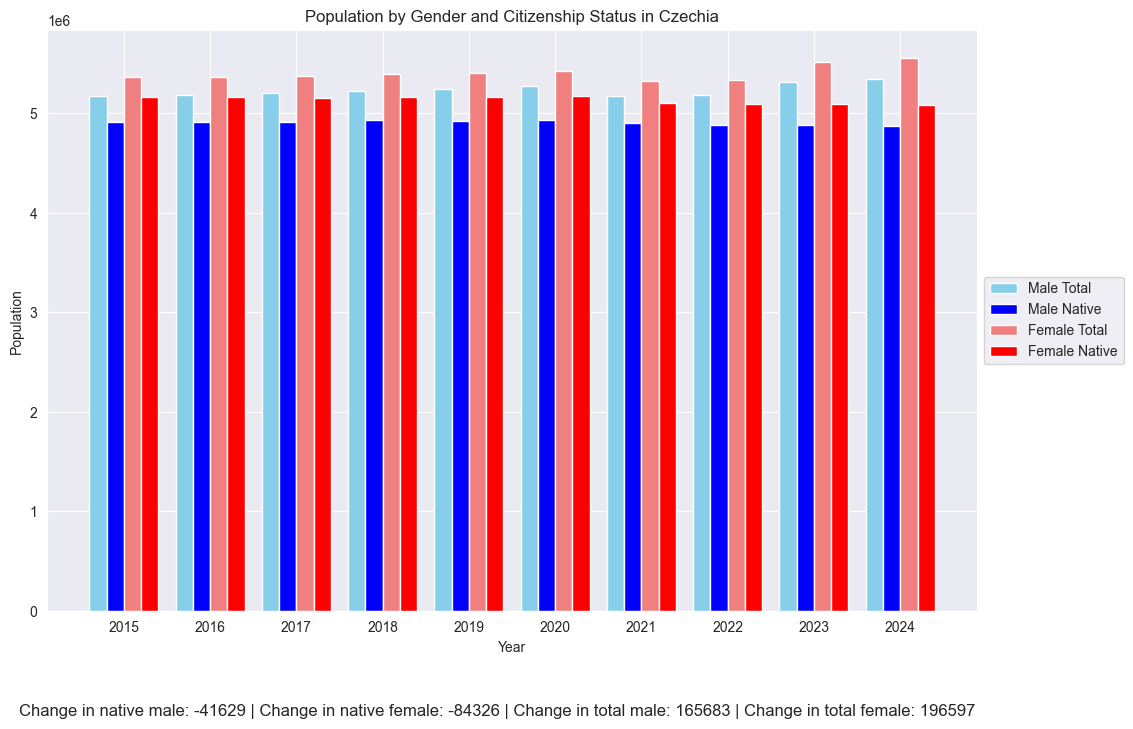 Population by Gender and Citizenship Status in Czechia
1e6
5
4
3
2
1
0
Population
2015 2016 2017 2018 2019 2020 2021 2022 2023 2024
Year
Male Total
Male Native
Female Total
Female Native
Change in native male: -41629 | Change in native female: -84326 | Change in total male: 165683 | Change in total female: 196597